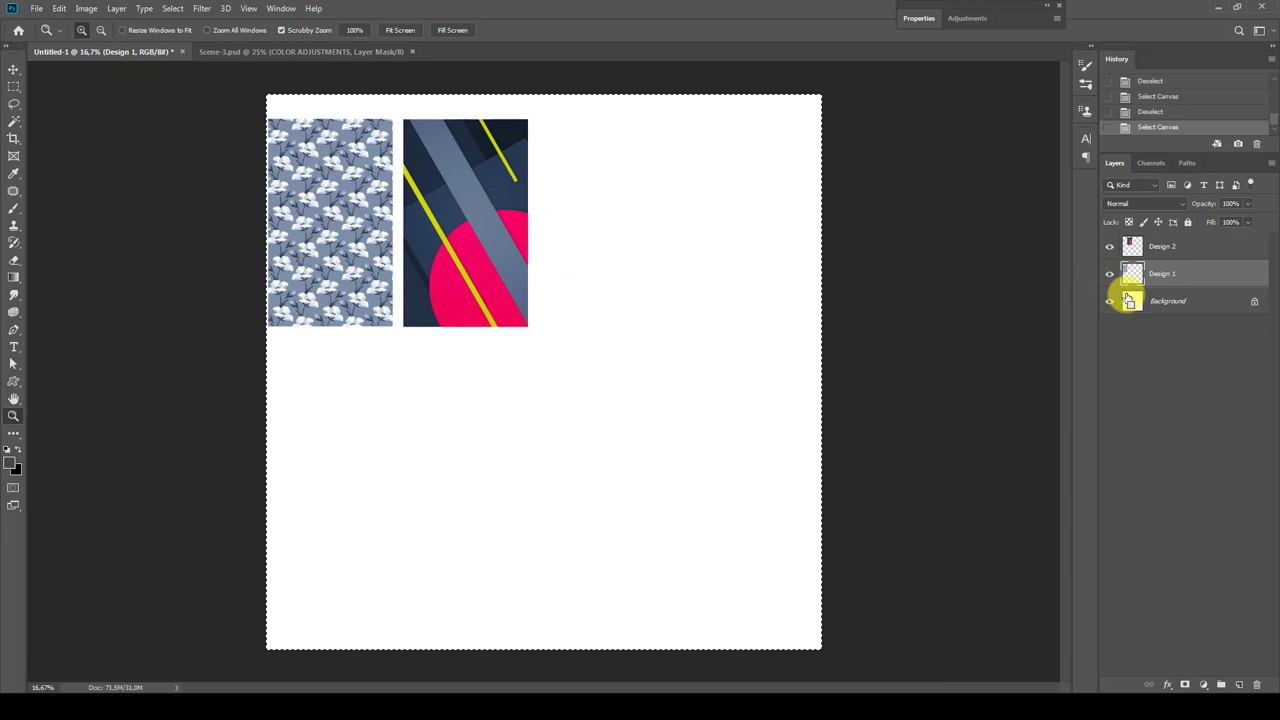 Ps File Edit Image Layer Type Select Filter 3D View Window Help
Properties Adjustments
Resize Windows to Fit Zoom All Windows Scrubby Zoom 100% Fit Screen Fill Screen
Untitled-1 @ 16,7% (Design 1, RGB/8#) * × Scene-3.psd @ 25% (COLOR ADJUSTMENTS, Layer Mask/8) ×
History
Deselect
Select Canvas
Deselect
Select Canvas
Layers Channels Paths
Kind
Normal Opacity: 100%
Lock: Fill: 100%
Design 2
Design 1
Background
16.67% Doc: 71,5M/31,0M